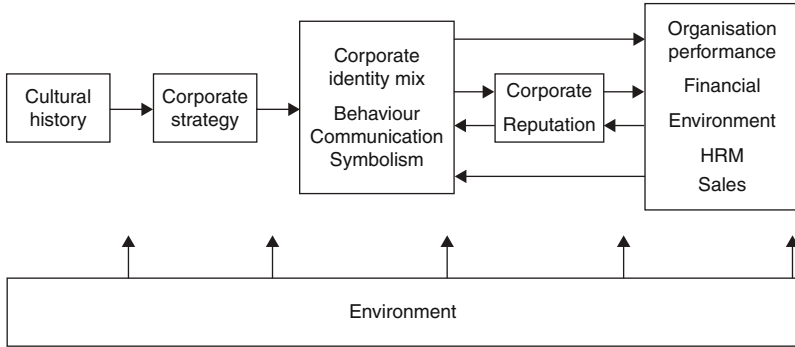 Cultural
history
Corporate
strategy
Corporate
identity mix
Behaviour
Communication
Symbolism
Corporate
Reputation
Organisation
performance
Financial
Environment
HRM
Sales
Environment